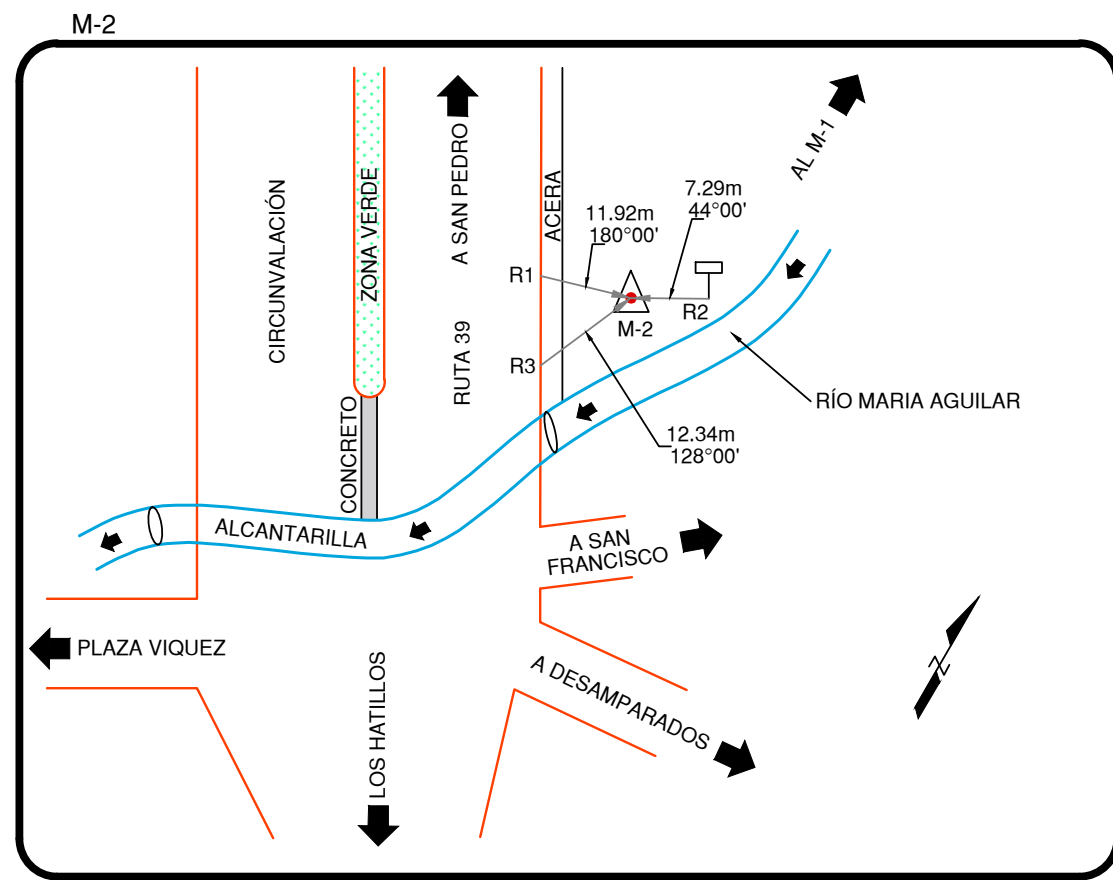 M-2
CIRCUNVALACIÓN
ZONA VERDE
RUTA 39
A SAN PEDRO
ACERA
AL M-1
7.29m
44°00'
11.92m
180°00'
R1
R2
M-2
R3
RÍO MARIA AGUILAR
12.34m
128°00'
CONCRETO
ALCANTARILLA
A SAN
FRANCISCO
PLAZA VIQUEZ
A DESAMPARADOS
LOS HATILLOS
N